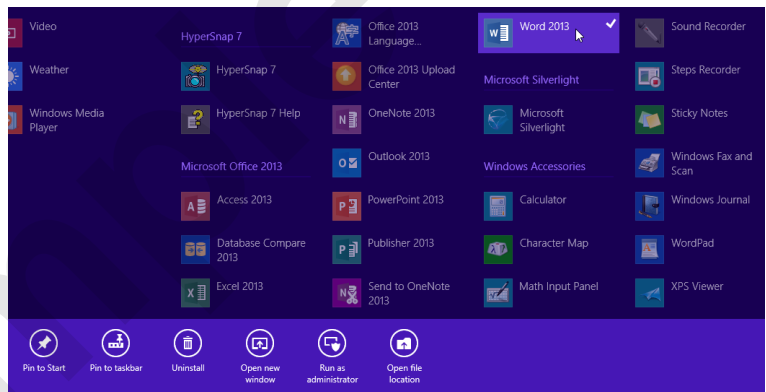 Video
Weather
Windows Media
Player
HyperSnap 7
HyperSnap 7
HyperSnap 7 Help
Microsoft Office 2013
Access 2013
Database Compare
2013
Excel 2013
Office 2013
Language...
Office 2013 Upload
Center
OneNote 2013
Outlook 2013
PowerPoint 2013
Publisher 2013
Send to OneNote
2013
Word 2013
Microsoft Silverlight
Microsoft
Silverlight
Windows Accessories
Calculator
Character Map
Math Input Panel
Sound Recorder
Steps Recorder
Sticky Notes
Windows Fax and
Scan
Windows Journal
WordPad
XPS Viewer
Pin to Start
Pin to taskbar
Uninstall
Open new
window
Run as
administrator
Open file
location